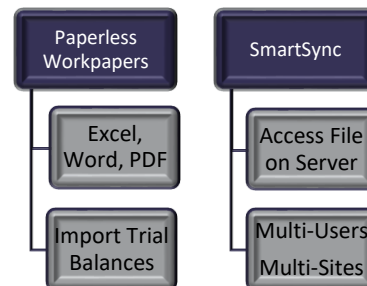 Paperless
Workpapers
Excel,
Word, PDF
Import Trial
Balances
SmartSync
Access File
on Server
Multi-Users
Multi-Sites